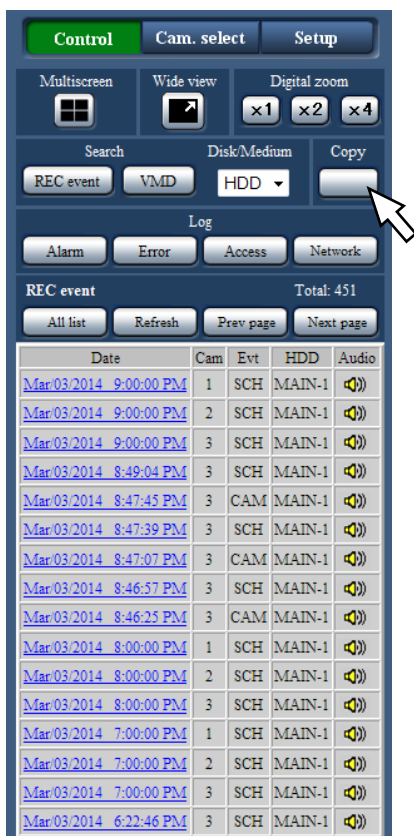 Control Cam. select Setup
Multiscreen Wide view Digital zoom
x1 x2 x4
Search Disk/Medium Copy
REC event VMD HDD
Log
Alarm Error Access Network
REC event Total: 451
All list Refresh Prev page Next page
Date Cam Evt HDD Audio
Mar/03/2014 9:00:00 PM 1 SCH MAIN-1
Mar/03/2014 9:00:00 PM 2 SCH MAIN-1
Mar/03/2014 9:00:00 PM 3 SCH MAIN-1
Mar/03/2014 8:49:04 PM 3 SCH MAIN-1
Mar/03/2014 8:47:45 PM 3 CAM MAIN-1
Mar/03/2014 8:47:39 PM 3 SCH MAIN-1
Mar/03/2014 8:47:07 PM 3 CAM MAIN-1
Mar/03/2014 8:46:57 PM 3 SCH MAIN-1
Mar/03/2014 8:46:25 PM 3 CAM MAIN-1
Mar/03/2014 8:00:00 PM 1 SCH MAIN-1
Mar/03/2014 8:00:00 PM 2 SCH MAIN-1
Mar/03/2014 8:00:00 PM 3 SCH MAIN-1
Mar/03/2014 7:00:00 PM 1 SCH MAIN-1
Mar/03/2014 7:00:00 PM 2 SCH MAIN-1
Mar/03/2014 7:00:00 PM 3 SCH MAIN-1
Mar/03/2014 6:22:46 PM 3 SCH MAIN-1